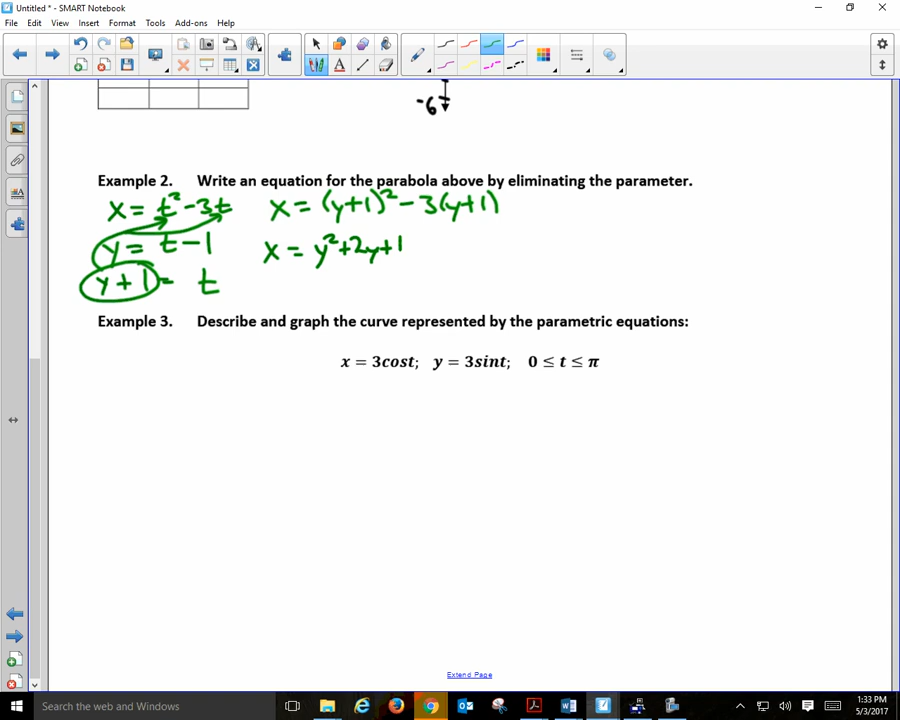 Untitled * - SMART Notebook
File Edit View Insert Format Tools Add-ons Help
-6
Example 2. Write an equation for the parabola above by eliminating the parameter.
x = t² - 3t x = (y+1)² - 3(y+1)
y = t - 1 x = y² + 2y + 1
y + 1 = t
Example 3. Describe and graph the curve represented by the parametric equations:
x = 3cost; y = 3sint; 0 ≤ t ≤ π
Extend Page
Search the web and Windows
1:33 PM
5/3/2017